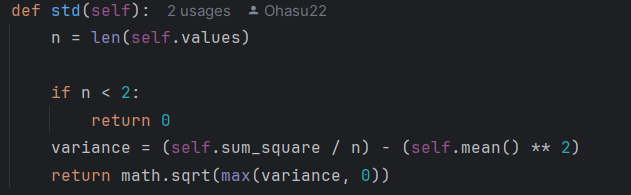 def std(self): 2 usages Ohasu22
    n = len(self.values)

    if n < 2:
        return 0
    variance = (self.sum_square / n) - (self.mean() ** 2)
    return math.sqrt(max(variance, 0))